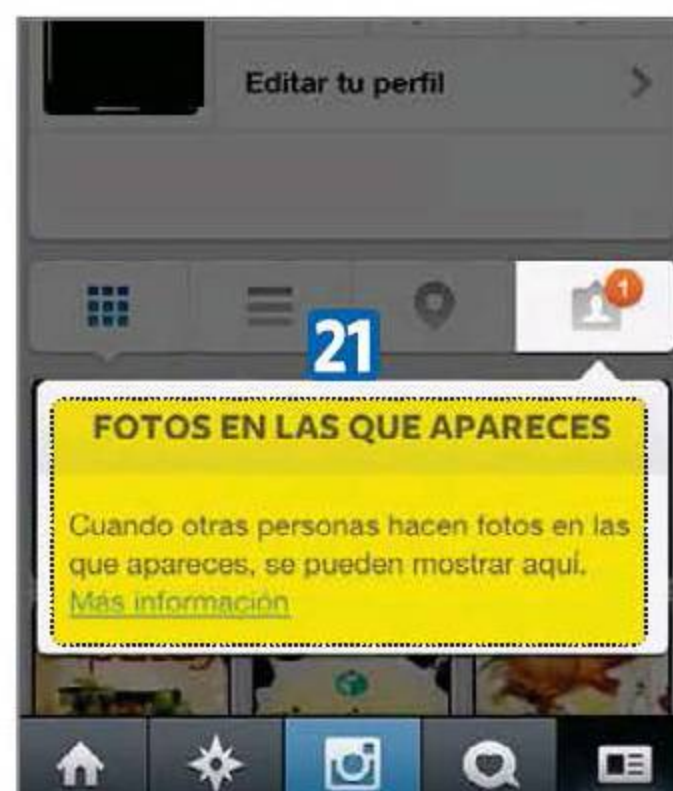 Editar tu perfil
1
21
FOTOS EN LAS QUE APARECES
Cuando otras personas hacen fotos en las
que apareces, se pueden mostrar aquí.
Más información